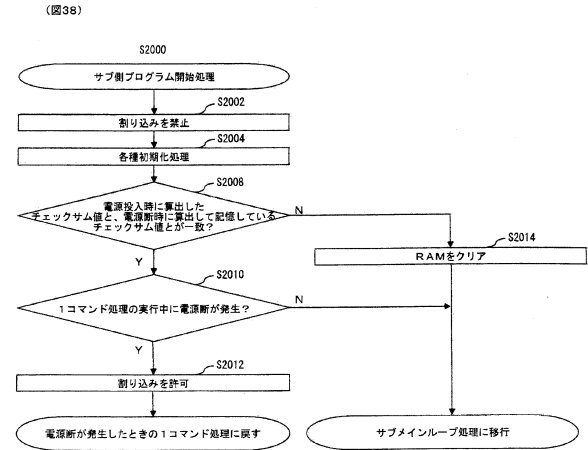 (図38)
S2000
サブ側プログラム開始処理
S2002
割り込みを禁止
S2004
各種初期化処理
S2008
電源投入時に算出した
チェックサム値と、電源断時に算出して記憶している
チェックサム値とが一致?
N
Y
S2014
RAMをクリア
S2010
1コマンド処理の実行中に電源断が発生?
N
Y
S2012
割り込みを許可
電源断が発生したときの1コマンド処理に戻す
サブメインループ処理に移行